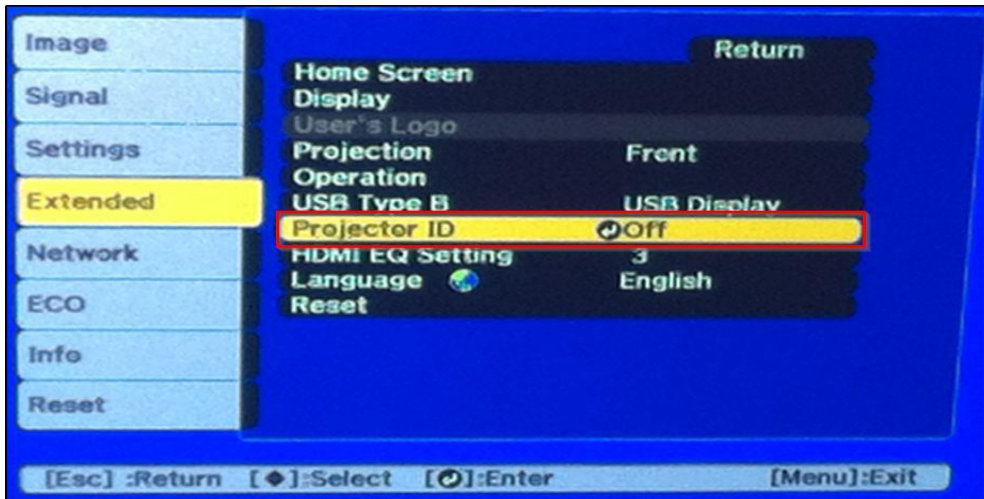 Image
Signal
Settings
Extended
Network
ECO
Info
Reset
Return
Home Screen
Display
User's Logo
Projection Front
Operation
USB Type B USB Display
Projector ID Off
HDMI EQ Setting 3
Language English
Reset
[Esc] :Return [◆]:Select [⏎]:Enter [Menu]:Exit